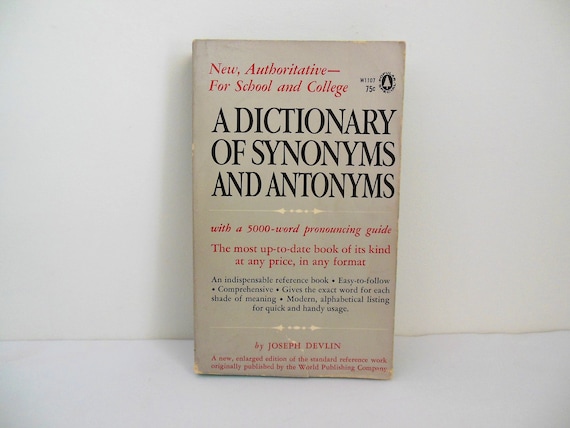 New, Authoritative—
For School and College
W1107
75¢
A DICTIONARY
OF SYNONYMS
AND ANTONYMS
with a 5000-word pronouncing guide
The most up-to-date book of its kind
at any price, in any format
An indispensable reference book • Easy-to-follow
• Comprehensive • Gives the exact word for each
shade of meaning • Modern, alphabetical listing
for quick and handy usage.
by JOSEPH DEVLIN
A new, enlarged edition of the standard reference work
originally published by the World Publishing Company